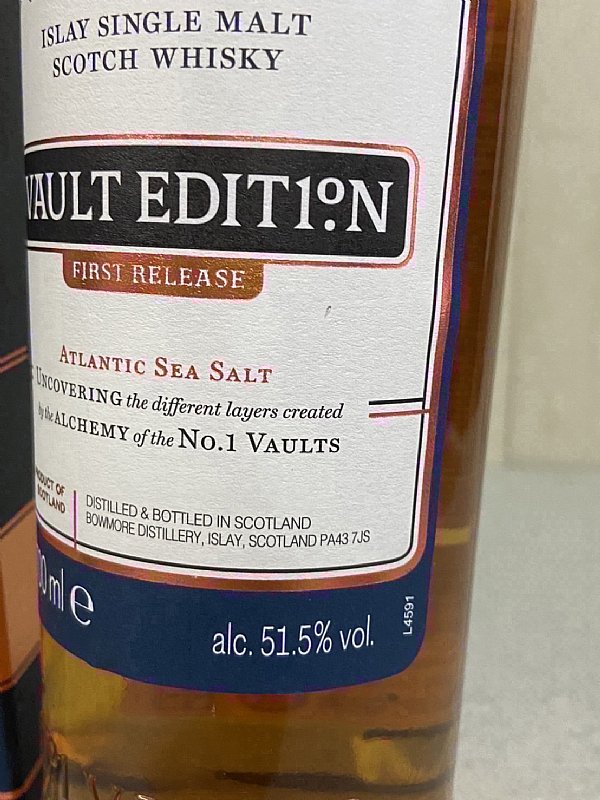 ISLAY SINGLE MALT
SCOTCH WHISKY
VAULT EDIT1º.N
FIRST RELEASE
ATLANTIC SEA SALT
UNCOVERING the different layers created
by the ALCHEMY of the NO.1 VAULTS
PRODUCT OF
SCOTLAND
DISTILLED & BOTTLED IN SCOTLAND
BOWMORE DISTILLERY, ISLAY, SCOTLAND PA43 7JS
ml e
alc. 51.5% vol.
L4591